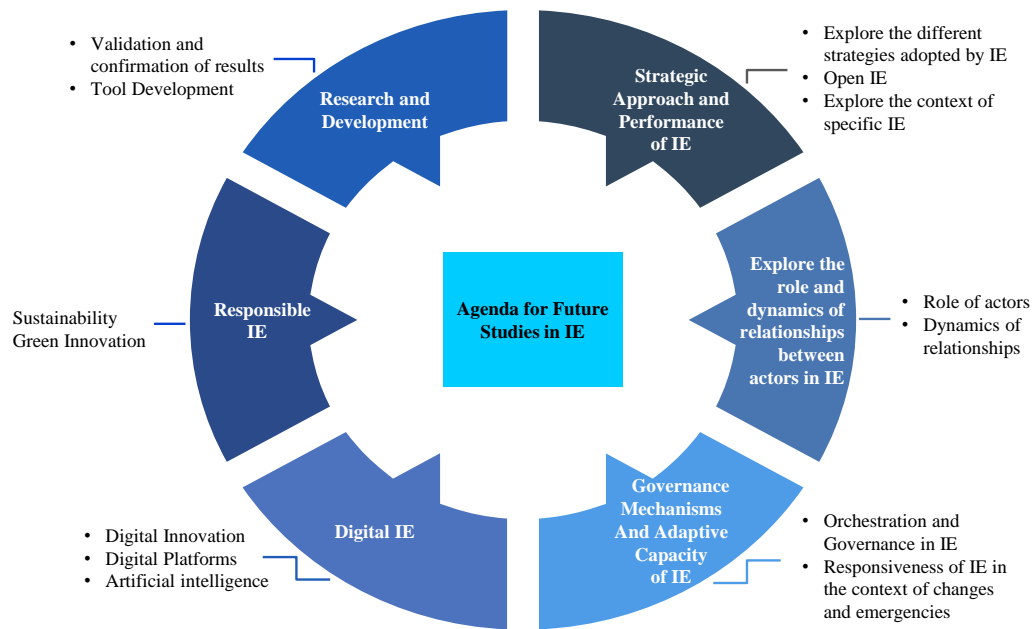 • Validation and
confirmation of results
• Tool Development
Research and
Development
Strategic
Approach and
Performance
of IE
• Explore the different
strategies adopted by IE
• Open IE
• Explore the context of
specific IE
Sustainability
Green Innovation
Responsible
IE
Agenda for Future
Studies in IE
Explore the
role and
dynamics of
relationships
between
actors in IE
• Role of actors
• Dynamics of
relationships
• Digital Innovation
• Digital Platforms
• Artificial intelligence
Digital IE
Governance
Mechanisms
And Adaptive
Capacity
of IE
• Orchestration and
Governance in IE
• Responsiveness of IE in
the context of changes
and emergencies